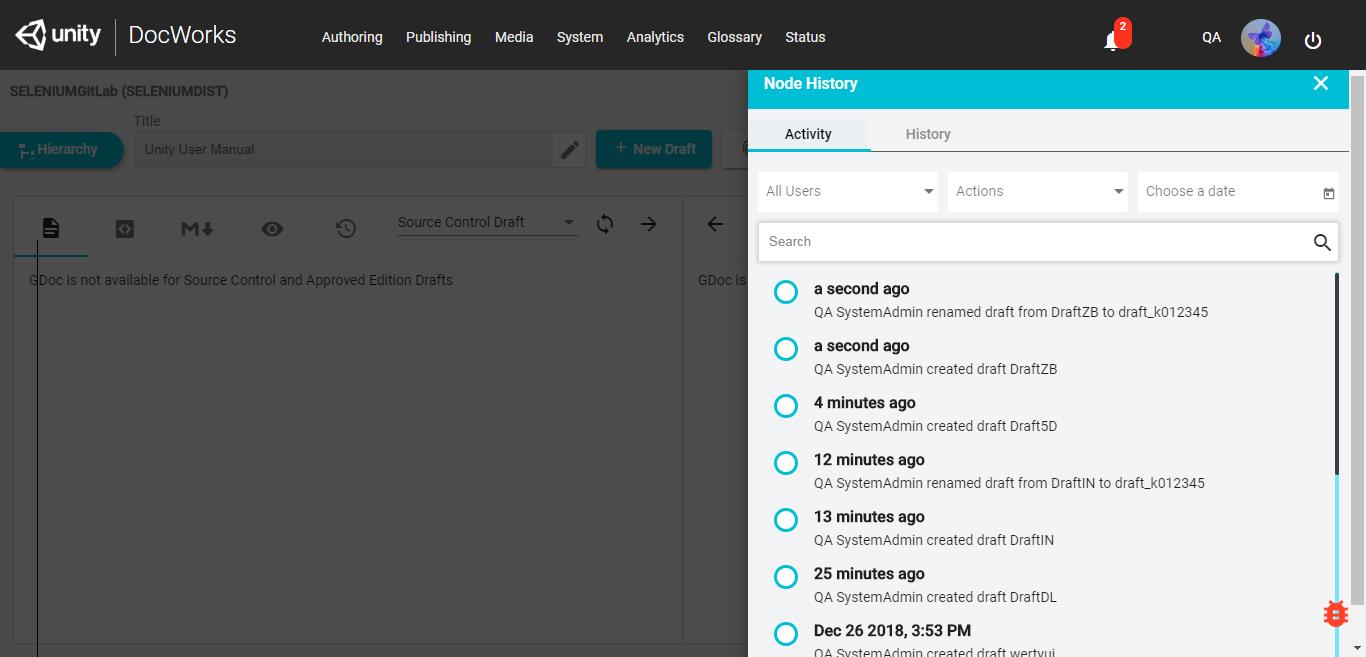 unity DocWorks Authoring Publishing Media System Analytics Glossary Status 2 QA
SELENIUMGitLab (SELENIUMDIST)
Title
Hierarchy Unity User Manual + New Draft
Source Control Draft
GDoc is not available for Source Control and Approved Edition Drafts
GDoc is
Node History
Activity History
All Users Actions Choose a date
Search
a second ago
QA SystemAdmin renamed draft from DraftZB to draft_k012345
a second ago
QA SystemAdmin created draft DraftZB
4 minutes ago
QA SystemAdmin created draft Draft5D
12 minutes ago
QA SystemAdmin renamed draft from DraftIN to draft_k012345
13 minutes ago
QA SystemAdmin created draft DraftIN
25 minutes ago
QA SystemAdmin created draft DraftDL
Dec 26 2018, 3:53 PM
QA SystemAdmin created draft wertyui